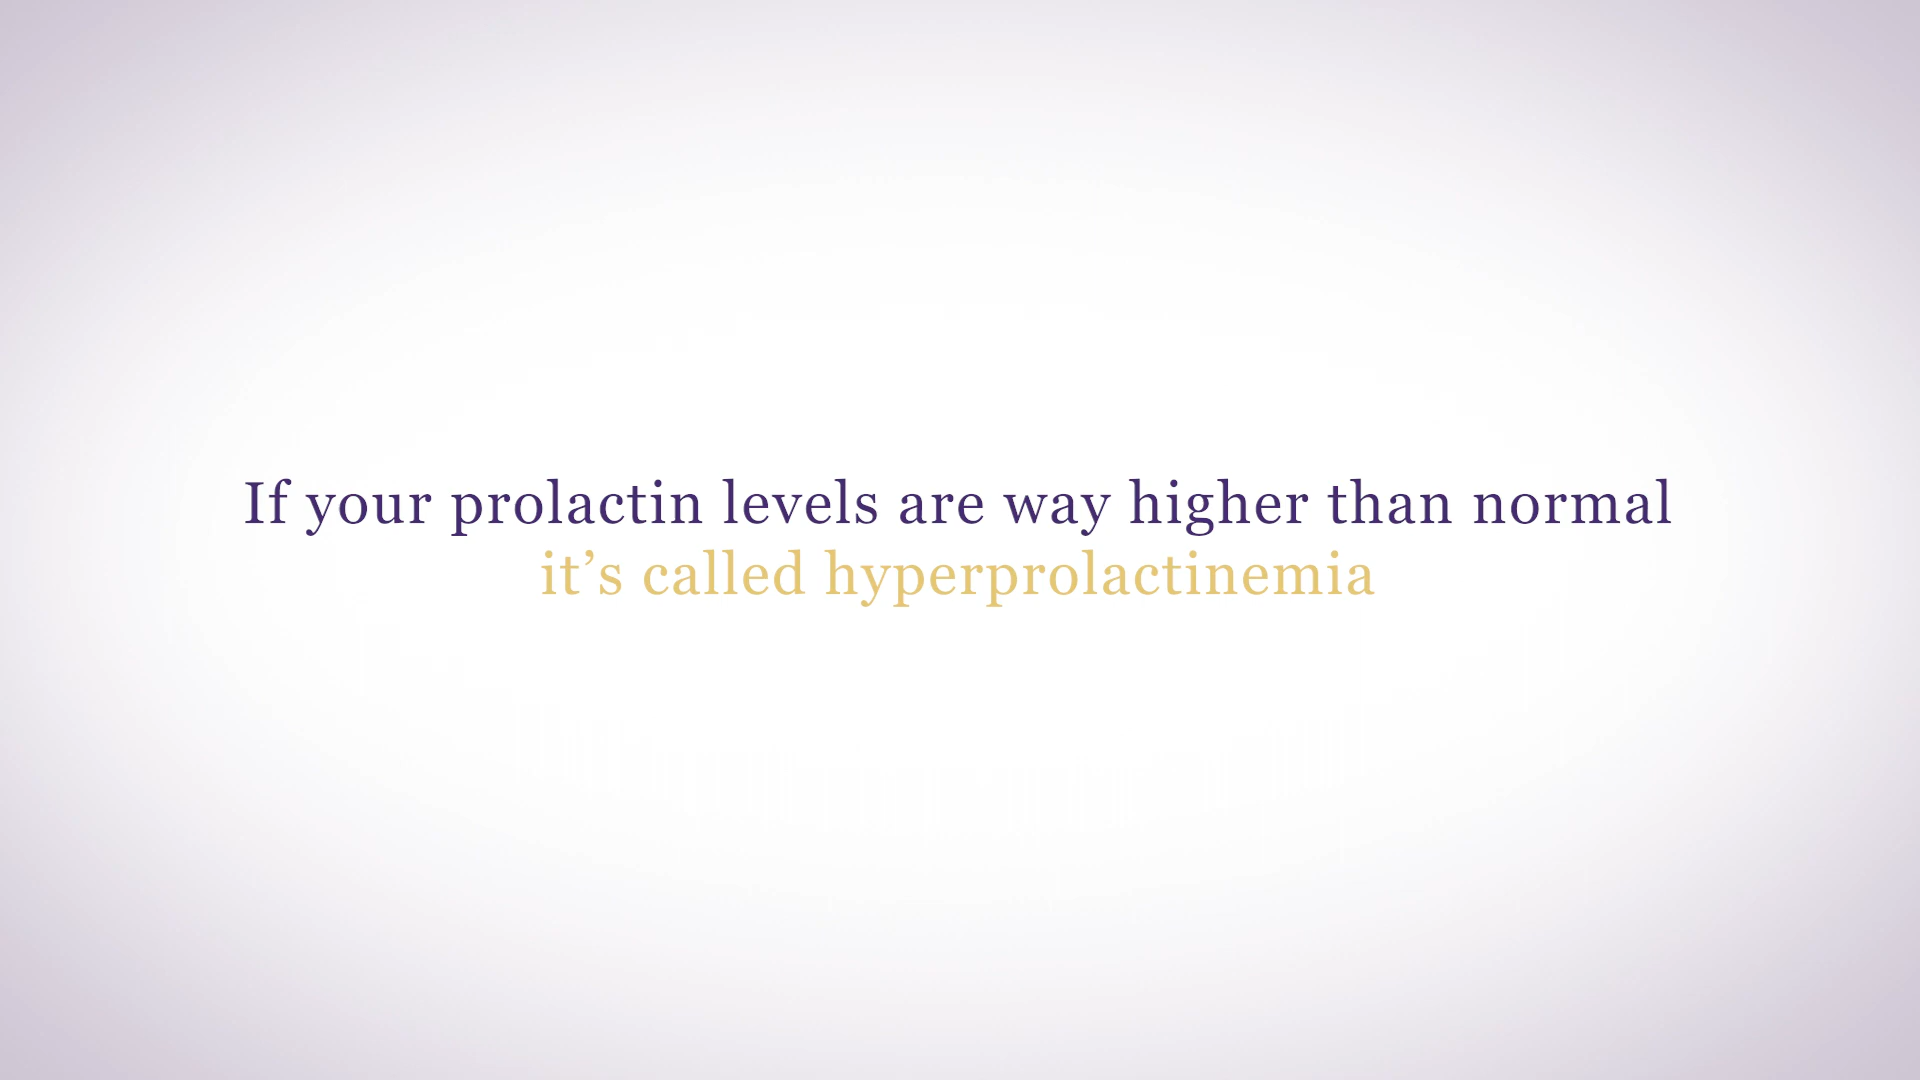 If your prolactin levels are way higher than normal
it’s called hyperprolactinemia